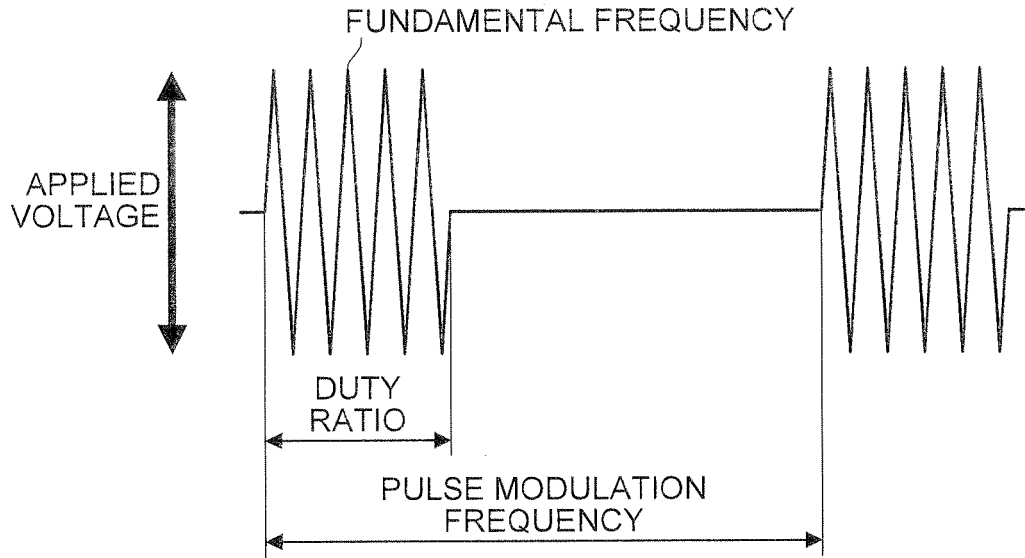 FUNDAMENTAL FREQUENCY
APPLIED
VOLTAGE
DUTY
RATIO
PULSE MODULATION
FREQUENCY